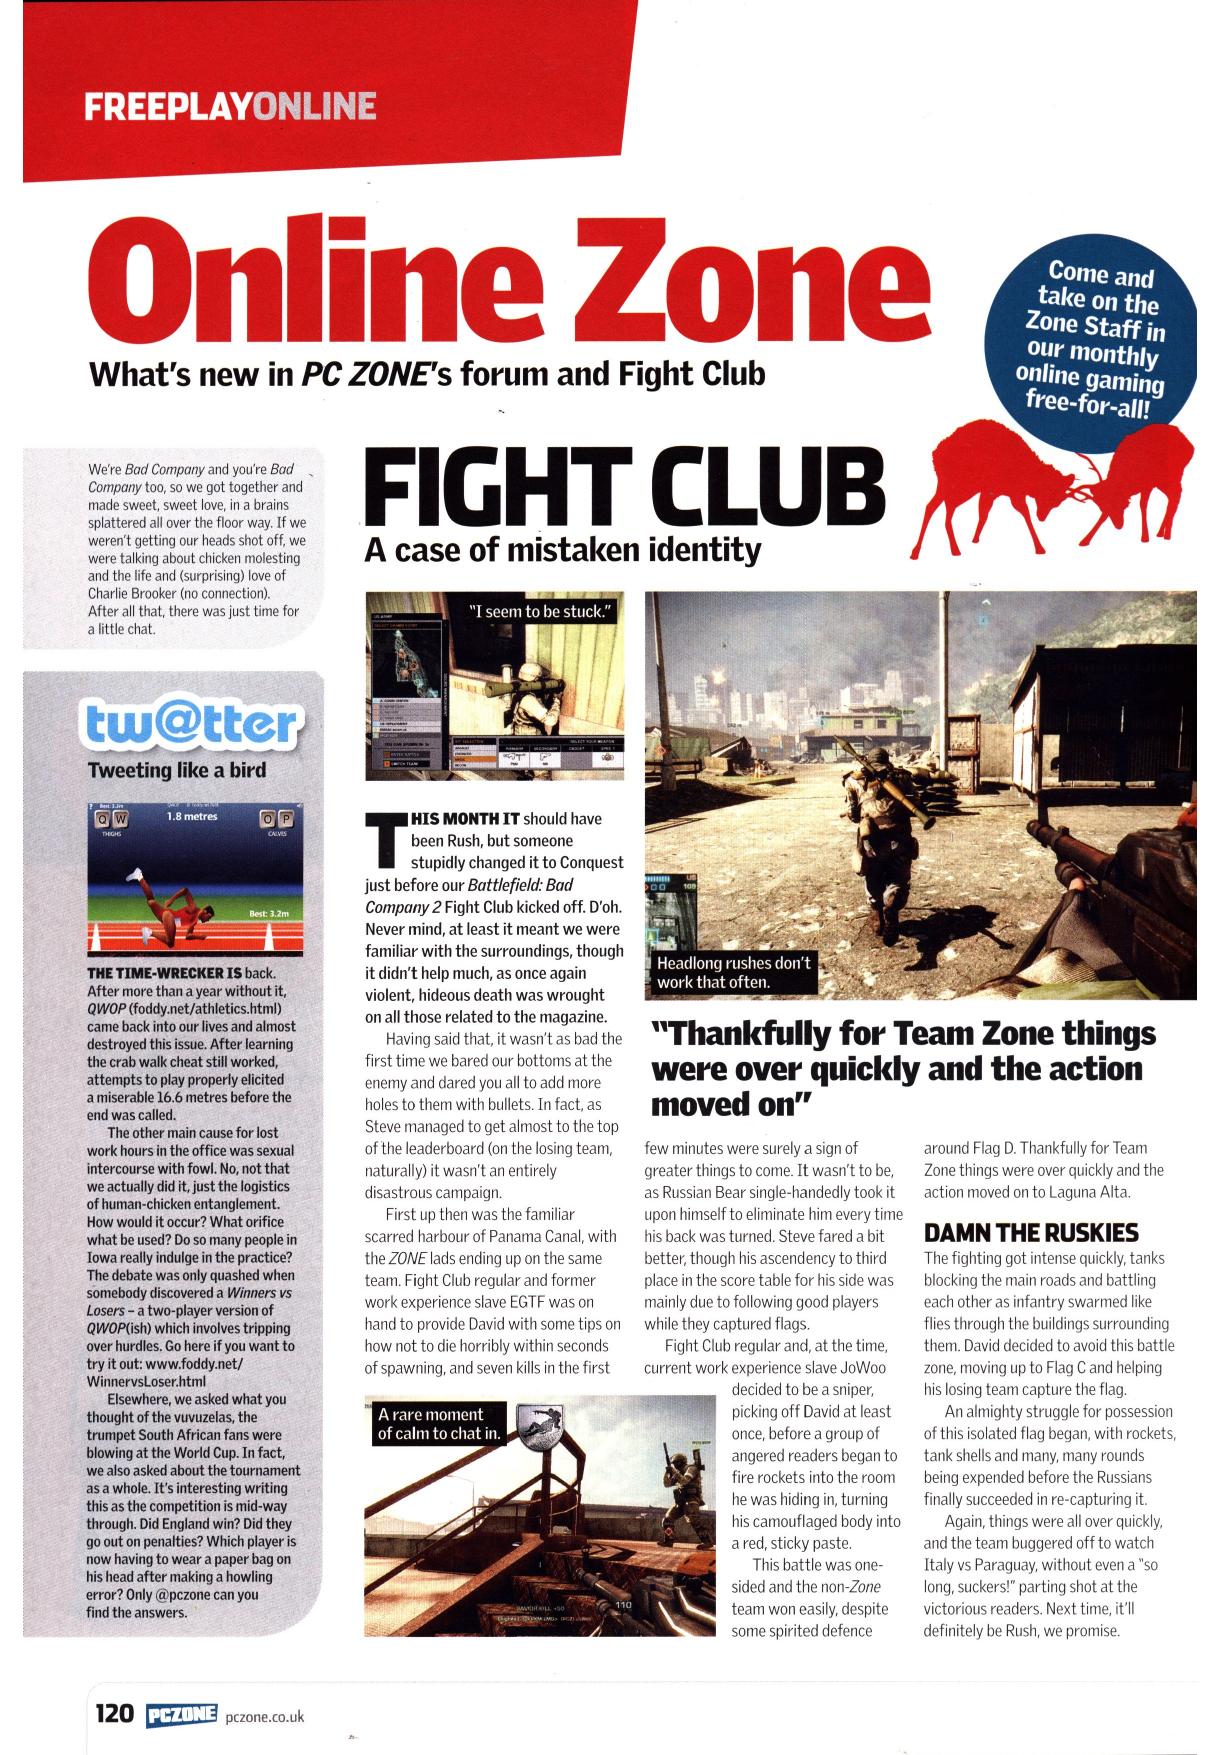 FREEPLAYONLINE
Online Zone
What's new in PC ZONE's forum and Fight Club
Come and
take on the
Zone Staff in
our monthly
online gaming
free-for-all!
We're Bad Company and you're Bad
Company too, so we got together and
made sweet, sweet love, in a brains
splattered all over the floor way. If we
weren't getting our heads shot off, we
were talking about chicken molesting
and the life and (surprising) love of
Charlie Brooker (no connection).
After all that, there was just time for
a little chat.
tw@tter
Tweeting like a bird
Best: 3.2m
1.8 metres
Q W
O P
THIGHS
CALVES
Best: 3.2m
THE TIME-WRECKER IS back.
After more than a year without it,
QWOP (foddy.net/athletics.html)
came back into our lives and almost
destroyed this issue. After learning
the crab walk cheat still worked,
attempts to play properly elicited
a miserable 16.6 metres before the
end was called.
The other main cause for lost
work hours in the office was sexual
intercourse with fowl. No, not that
we actually did it, just the logistics
of human-chicken entanglement.
How would it occur? What orifice
what be used? Do so many people in
Iowa really indulge in the practice?
The debate was only quashed when
somebody discovered a Winners vs
Losers – a two-player version of
QWOP(ish) which involves tripping
over hurdles. Go here if you want to
try it out: www.foddy.net/
WinnervsLoser.html
Elsewhere, we asked what you
thought of the vuvuzelas, the
trumpet South African fans were
blowing at the World Cup. In fact,
we also asked about the tournament
as a whole. It's interesting writing
this as the competition is mid-way
through. Did England win? Did they
go out on penalties? Which player is
now having to wear a paper bag on
his head after making a howling
error? Only @pczone can you
find the answers.
FIGHT CLUB
A case of mistaken identity
"I seem to be stuck."
Headlong rushes don't
work that often.
THIS MONTH IT should have
been Rush, but someone
stupidly changed it to Conquest
just before our Battlefield: Bad
Company 2 Fight Club kicked off. D'oh.
Never mind, at least it meant we were
familiar with the surroundings, though
it didn't help much, as once again
violent, hideous death was wrought
on all those related to the magazine.
Having said that, it wasn't as bad the
first time we bared our bottoms at the
enemy and dared you all to add more
holes to them with bullets. In fact, as
Steve managed to get almost to the top
of the leaderboard (on the losing team,
naturally) it wasn't an entirely
disastrous campaign.
First up then was the familiar
scarred harbour of Panama Canal, with
the ZONE lads ending up on the same
team. Fight Club regular and former
work experience slave EGTF was on
hand to provide David with some tips on
how not to die horribly within seconds
of spawning, and seven kills in the first
A rare moment
of calm to chat in.
110
"Thankfully for Team Zone things
were over quickly and the action
moved on"
few minutes were surely a sign of
greater things to come. It wasn't to be,
as Russian Bear single-handedly took it
upon himself to eliminate him every time
his back was turned. Steve fared a bit
better, though his ascendency to third
place in the score table for his side was
mainly due to following good players
while they captured flags.
Fight Club regular and, at the time,
current work experience slave JoWoo
decided to be a sniper,
picking off David at least
once, before a group of
angered readers began to
fire rockets into the room
he was hiding in, turning
his camouflaged body into
a red, sticky paste.
This battle was one-
sided and the non-Zone
team won easily, despite
some spirited defence
around Flag D. Thankfully for Team
Zone things were over quickly and the
action moved on to Laguna Alta.
DAMN THE RUSKIES
The fighting got intense quickly, tanks
blocking the main roads and battling
each other as infantry swarmed like
flies through the buildings surrounding
them. David decided to avoid this battle
zone, moving up to Flag C and helping
his losing team capture the flag.
An almighty struggle for possession
of this isolated flag began, with rockets,
tank shells and many, many rounds
being expended before the Russians
finally succeeded in re-capturing it.
Again, things were all over quickly,
and the team buggered off to watch
Italy vs Paraguay, without even a "so
long, suckers!" parting shot at the
victorious readers. Next time, it'll
definitely be Rush, we promise.
120 PCZONE pczone.co.uk